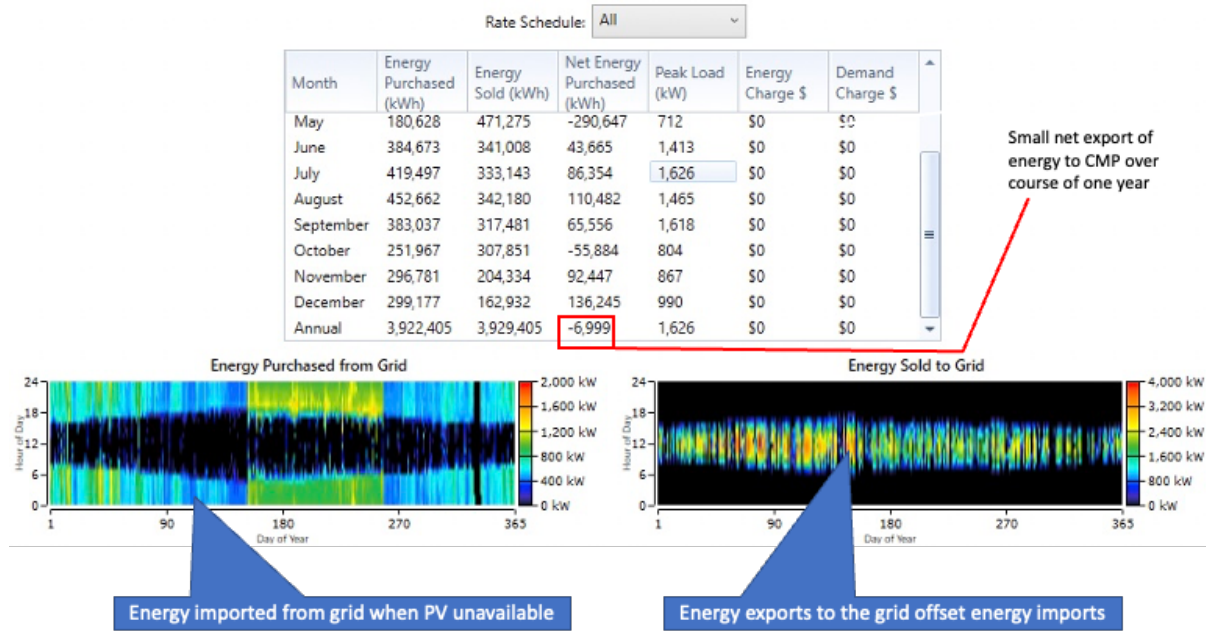 Rate Schedule: All
Month Energy Purchased (kWh) Energy Sold (kWh) Net Energy Purchased (kWh) Peak Load (kW) Energy Charge $ Demand Charge $
May 180,628 471,275 -290,647 712 $0 $0
June 384,673 341,008 43,665 1,413 $0 $0
July 419,497 333,143 86,354 1,626 $0 $0
August 452,662 342,180 110,482 1,465 $0 $0
September 383,037 317,481 65,556 1,618 $0 $0
October 251,967 307,851 -55,884 804 $0 $0
November 296,781 204,334 92,447 867 $0 $0
December 299,177 162,932 136,245 990 $0 $0
Annual 3,922,405 3,929,405 -6,999 1,626 $0 $0
Small net export of
energy to CMP over
course of one year
Energy Purchased from Grid
24
18
12
6
0
Hour of Day
1 90 180 270 365
Day of Year
2,000 kW
1,600 kW
1,200 kW
800 kW
400 kW
0 kW
Energy Sold to Grid
24
18
12
6
0
Hour of Day
1 90 180 270 365
Day of Year
4,000 kW
3,200 kW
2,400 kW
1,600 kW
800 kW
0 kW
Energy imported from grid when PV unavailable
Energy exports to the grid offset energy imports